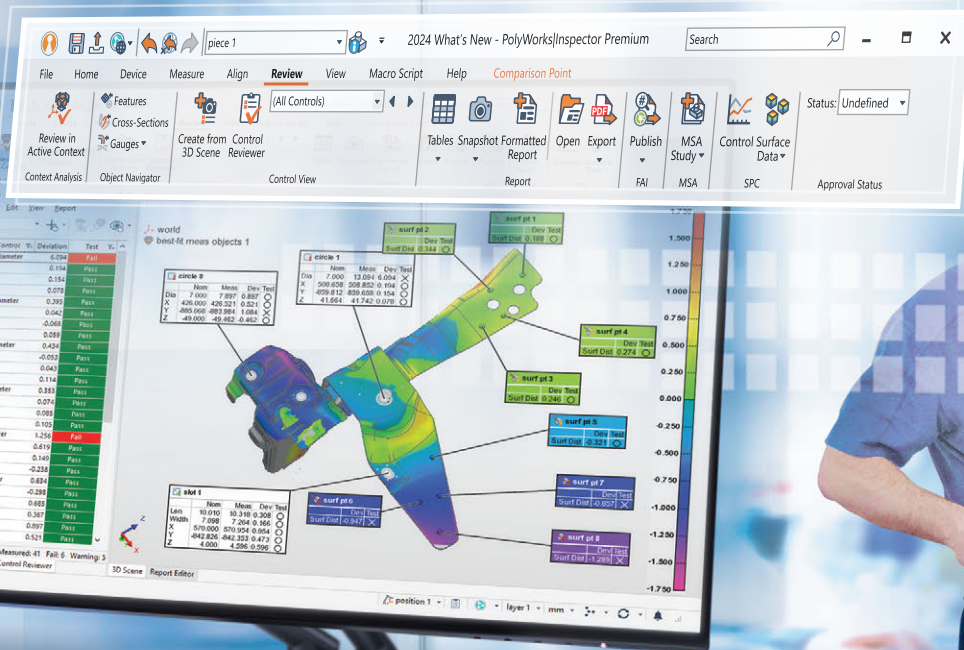 piece 1
2024 What's New - PolyWorks|Inspector Premium
Search
File Home Device Measure Align Review View Macro Script Help Comparison Point
Review in
Active Context
Features
Cross-Sections
Gauges
Create from
3D Scene
Control
Reviewer
(All Controls)
Tables
Snapshot
Formatted
Report
Open
Export
Publish
MSA
Study
Control
Surface
Data
Status: Undefined
Context Analysis
Object Navigator
Control View
Report
FAI
MSA
SPC
Approval Status
Edit View Report
Deviation Test
6.094 Fail
0.194 Pass
0.154 Pass
0.078 Pass
0.395 Pass
0.042 Pass
-0.068 Pass
0.089 Pass
0.434 Pass
-0.053 Pass
0.043 Pass
0.114 Pass
0.353 Pass
0.074 Pass
0.085 Pass
0.105 Pass
1.256 Fail
0.619 Pass
0.149 Pass
-0.238 Pass
0.634 Pass
-0.298 Pass
0.685 Pass
0.367 Pass
0.897 Pass
0.521 Pass
Measured: 41 Fail: 6 Warning: 5
Control Reviewer
world
best-fit meas objects 1
circle 8
Nom Meas Dev Test
Dia 7.000 7.897 0.897
X 426.000 426.521 0.521
Y -885.068 -883.984 1.084
Z -49.000 -49.462 -0.462
circle 1
Nom Meas Dev Test
Dia 7.000 13.094 6.094
X 508.658 508.852 0.194
Y -859.812 -859.658 0.154
Z 41.664 41.742 0.078
surf pt 2
Dev Test
Surf Dist 0.344
surf pt 1
Dev Test
Surf Dist 0.188
surf pt 4
Dev Test
Surf Dist 0.274
surf pt 3
Dev Test
Surf Dist 0.246
surf pt 5
Dev Test
Surf Dist -0.321
surf pt 7
Dev Test
Surf Dist -0.857
surf pt 6
Dev Test
Surf Dist -0.947
surf pt 8
Dev Test
Surf Dist -1.289
slot 1
Nom Meas Dev Test
Len 10.010 10.318 0.308
Width 7.098 7.264 0.166
X 570.000 570.954 0.954
Y -842.826 -842.353 0.473
Z 4.000 4.596 0.596
1.750
1.500
1.250
1.000
0.750
0.500
0.250
0.000
-0.250
-0.500
-0.750
-1.000
-1.250
-1.500
-1.750
Z
X
3D Scene Report Editor
position 1 layer 1 mm